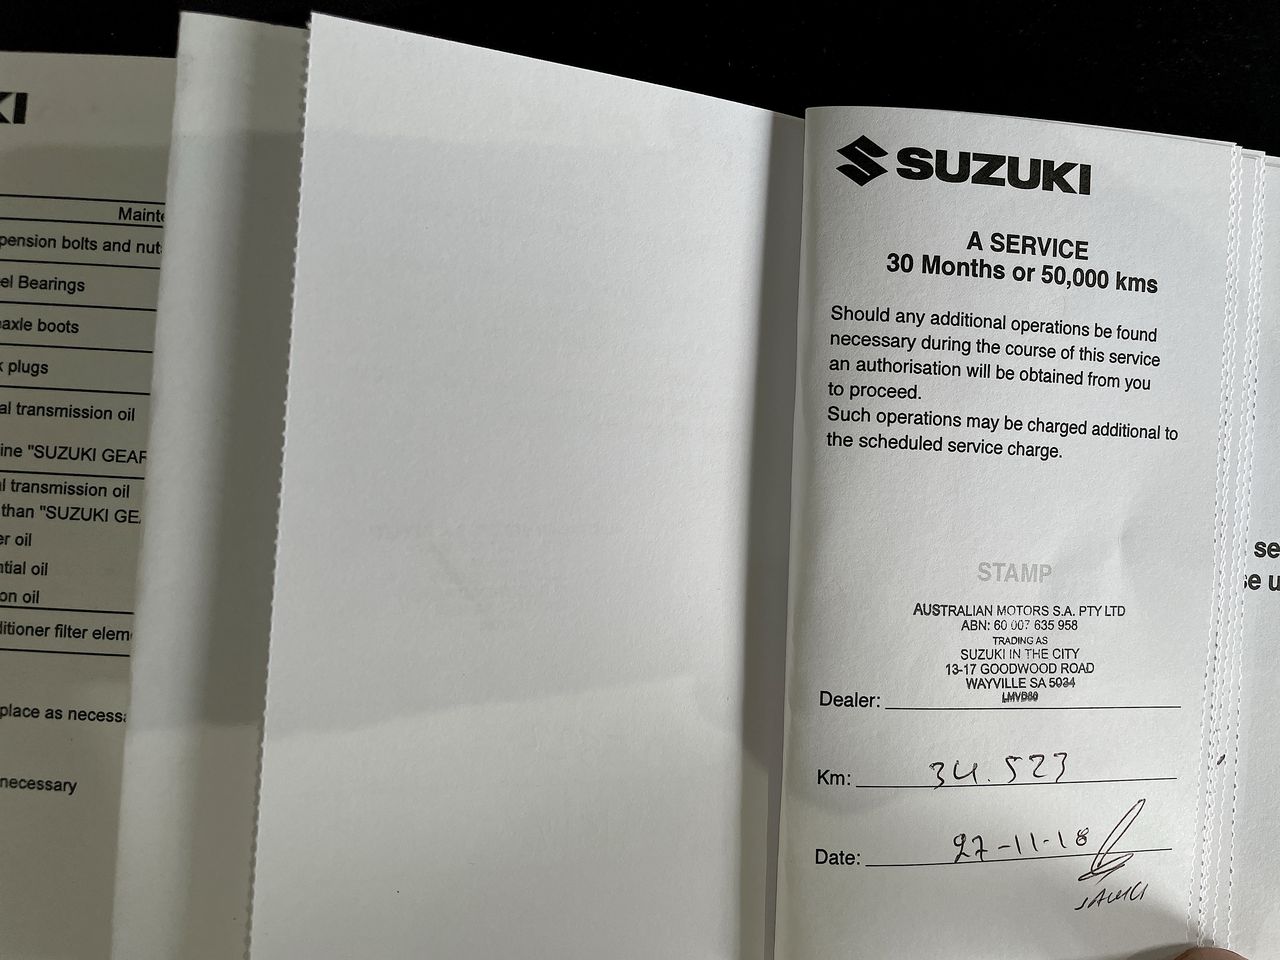 KI
Mainte
pension bolts and nut
el Bearings
axle boots
k plugs
al transmission oil
ine "SUZUKI GEAR
l transmission oil
than "SUZUKI GE
er oil
ntial oil
on oil
ditioner filter elem
place as necessa
necessary
SUZUKI
A SERVICE
30 Months or 50,000 kms
Should any additional operations be found
necessary during the course of this service
an authorisation will be obtained from you
to proceed.
Such operations may be charged additional to
the scheduled service charge.
STAMP
AUSTRALIAN MOTORS S.A. PTY LTD
ABN: 60 007 635 958
TRADING AS
SUZUKI IN THE CITY
13-17 GOODWOOD ROAD
WAYVILLE SA 5034
Dealer:
Km: 34.523
Date: 27-11-18
se
se u